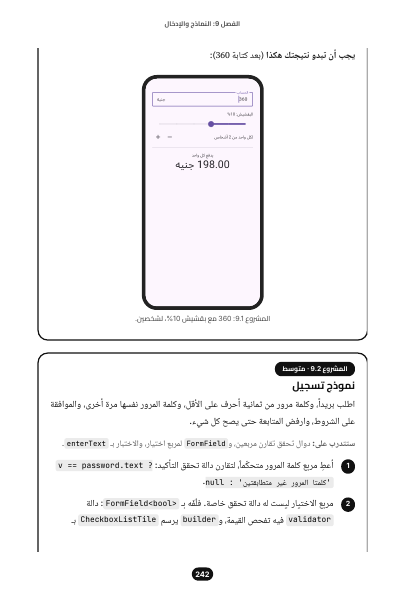 الفصل 9: النماذج والإدخال
يجب أن تبدو نتيجتك هكذا (بعد كتابة 360):
الحساب
360
جنيه
البقشيش: 10%
لكل واحد من 2 أشخاص
يدفع كل واحد
198.00 جنيه
المشروع 9.1: 360 مع بقشيش 10%، لشخصين.
المشروع 9.2 · متوسط
نموذج تسجيل
اطلب بريداً، وكلمة مرور من ثمانية أحرف على الأقل، وكلمة المرور نفسها مرة أخرى، والموافقة
على الشروط، وارفض المتابعة حتى يصح كل شيء.
ستتدرب على: دوال تحقق تقارن مربعين، و FormField لمربع اختيار، والاختبار بـ enterText.
1 أعطِ مربع كلمة المرور متحكّماً، لتقارن دالة تحقق التأكيد: v == password.text ?
null : 'كلمتا المرور غير متطابقتين'.
2 مربع الاختيار ليست له دالة تحقق خاصة. فلُفّه بـ FormField<bool>: دالة
validator فيه تفحص القيمة، و builder يرسم CheckboxListTile بـ
242